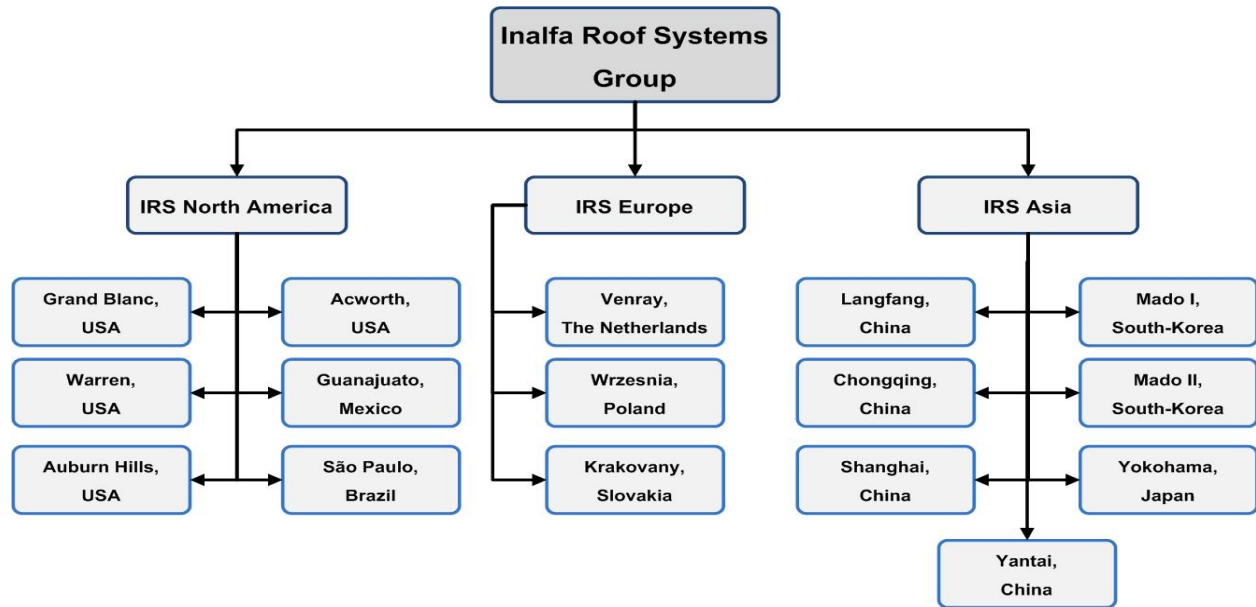 Inalfa Roof Systems
Group
IRS North America
IRS Europe
IRS Asia
Grand Blanc,
USA
Acworth,
USA
Warren,
USA
Guanajuato,
Mexico
Auburn Hills,
USA
São Paulo,
Brazil
Venray,
The Netherlands
Wrzesnia,
Poland
Krakovany,
Slovakia
Langfang,
China
Mado I,
South-Korea
Chongqing,
China
Mado II,
South-Korea
Shanghai,
China
Yokohama,
Japan
Yantai,
China